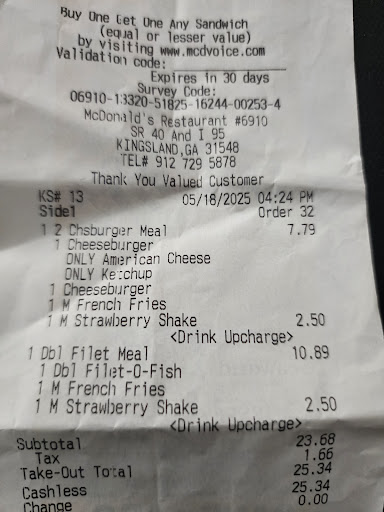 Buy One Get One Any Sandwich
(equal or lesser value)
by visiting www.mcdvoice.com
Validation code:
Expires in 30 days
Survey Code:
06910-13320-51825-16244-00253-4
McDonald's Restaurant #6910
SR 40 And I 95
KINGSLAND,GA 31548
TEL# 912 729 5878
Thank You Valued Customer
KS# 13 05/18/2025 04:24 PM
Side1 Order 32
1 2 Chsburger Meal 7.79
1 Cheeseburger
ONLY American Cheese
ONLY Ketchup
1 Cheeseburger
1 M French Fries
1 M Strawberry Shake 2.50
<Drink Upcharge>
1 Dbl Filet Meal 10.89
1 Dbl Filet-O-Fish
1 M French Fries
1 M Strawberry Shake 2.50
<Drink Upcharge>
Subtotal 23.68
Tax 1.66
Take-Out Total 25.34
Cashless 25.34
Change 0.00